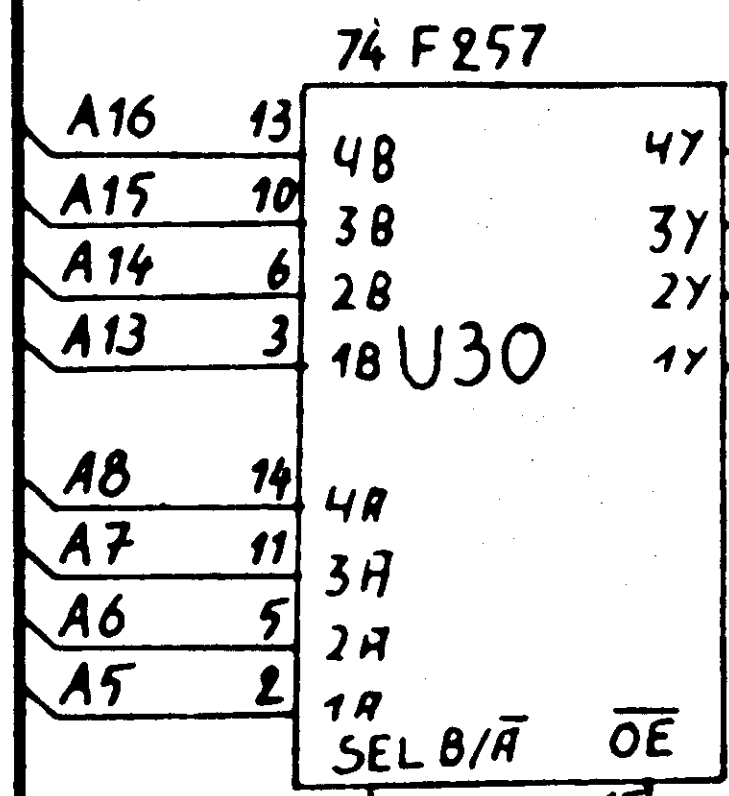 74 F257
A16 13 4B 4Y
A15 10 3B 3Y
A14 6 2B 2Y
A13 3 1B U30 1Y
A8 14 4A
A7 11 3A
A6 5 2A
A5 2 1A
SEL B/A̅ O̅E̅